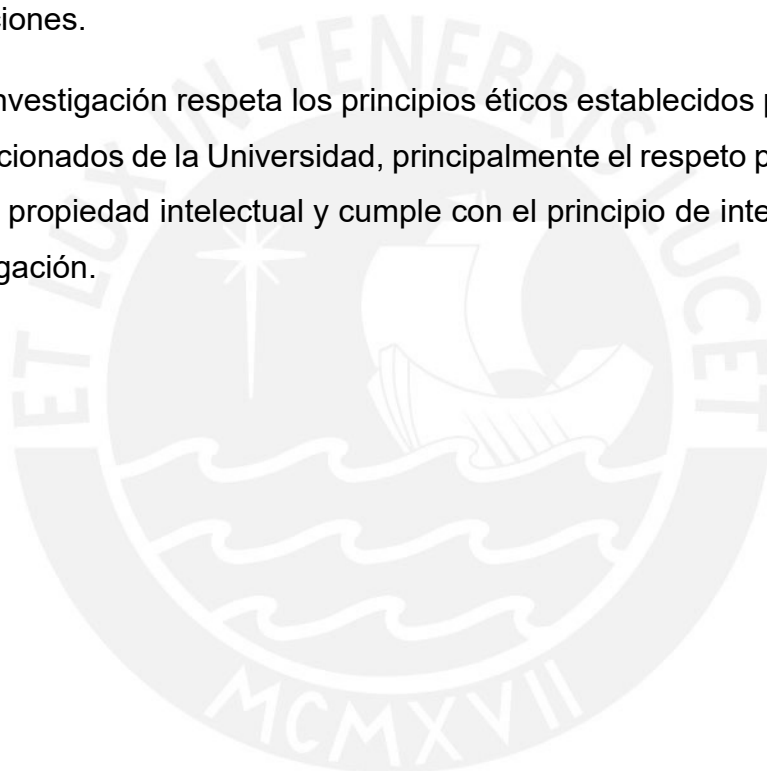 ciones.
nvestigación respeta los principios éticos establecidos p
cionados de la Universidad, principalmente el respeto p
propiedad intelectual y cumple con el principio de inte
gación.
ET LUX IN TENEBRIS LUCET
MCMXVII